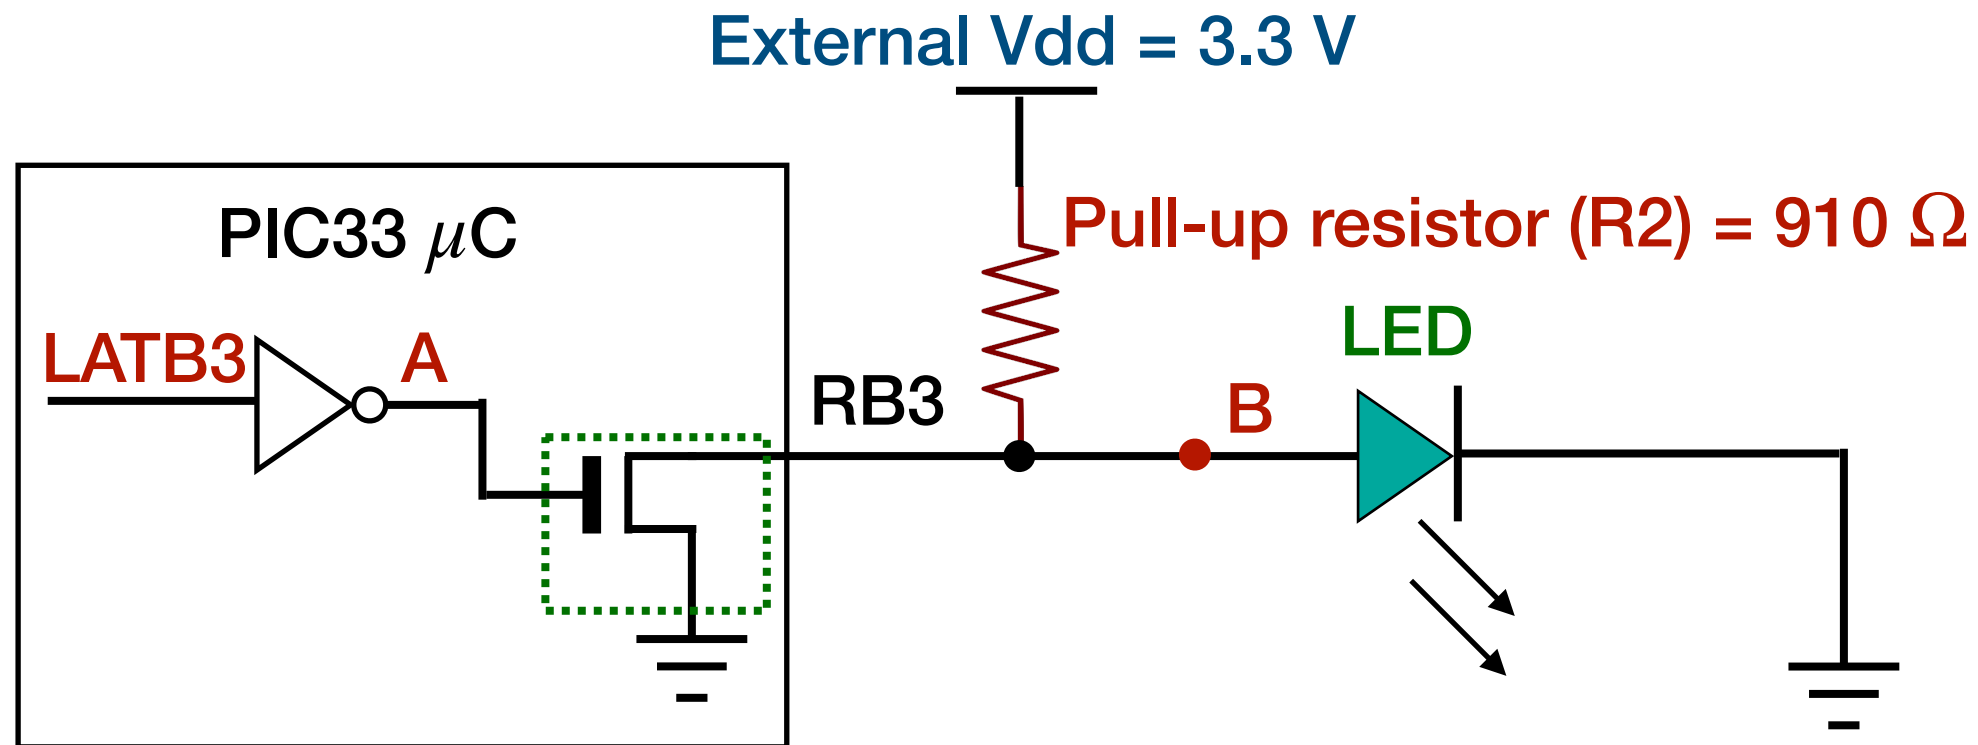 External Vdd = 3.3 V
PIC33 μC
Pull-up resistor (R2) = 910 Ω
LATB3
A
RB3
B
LED